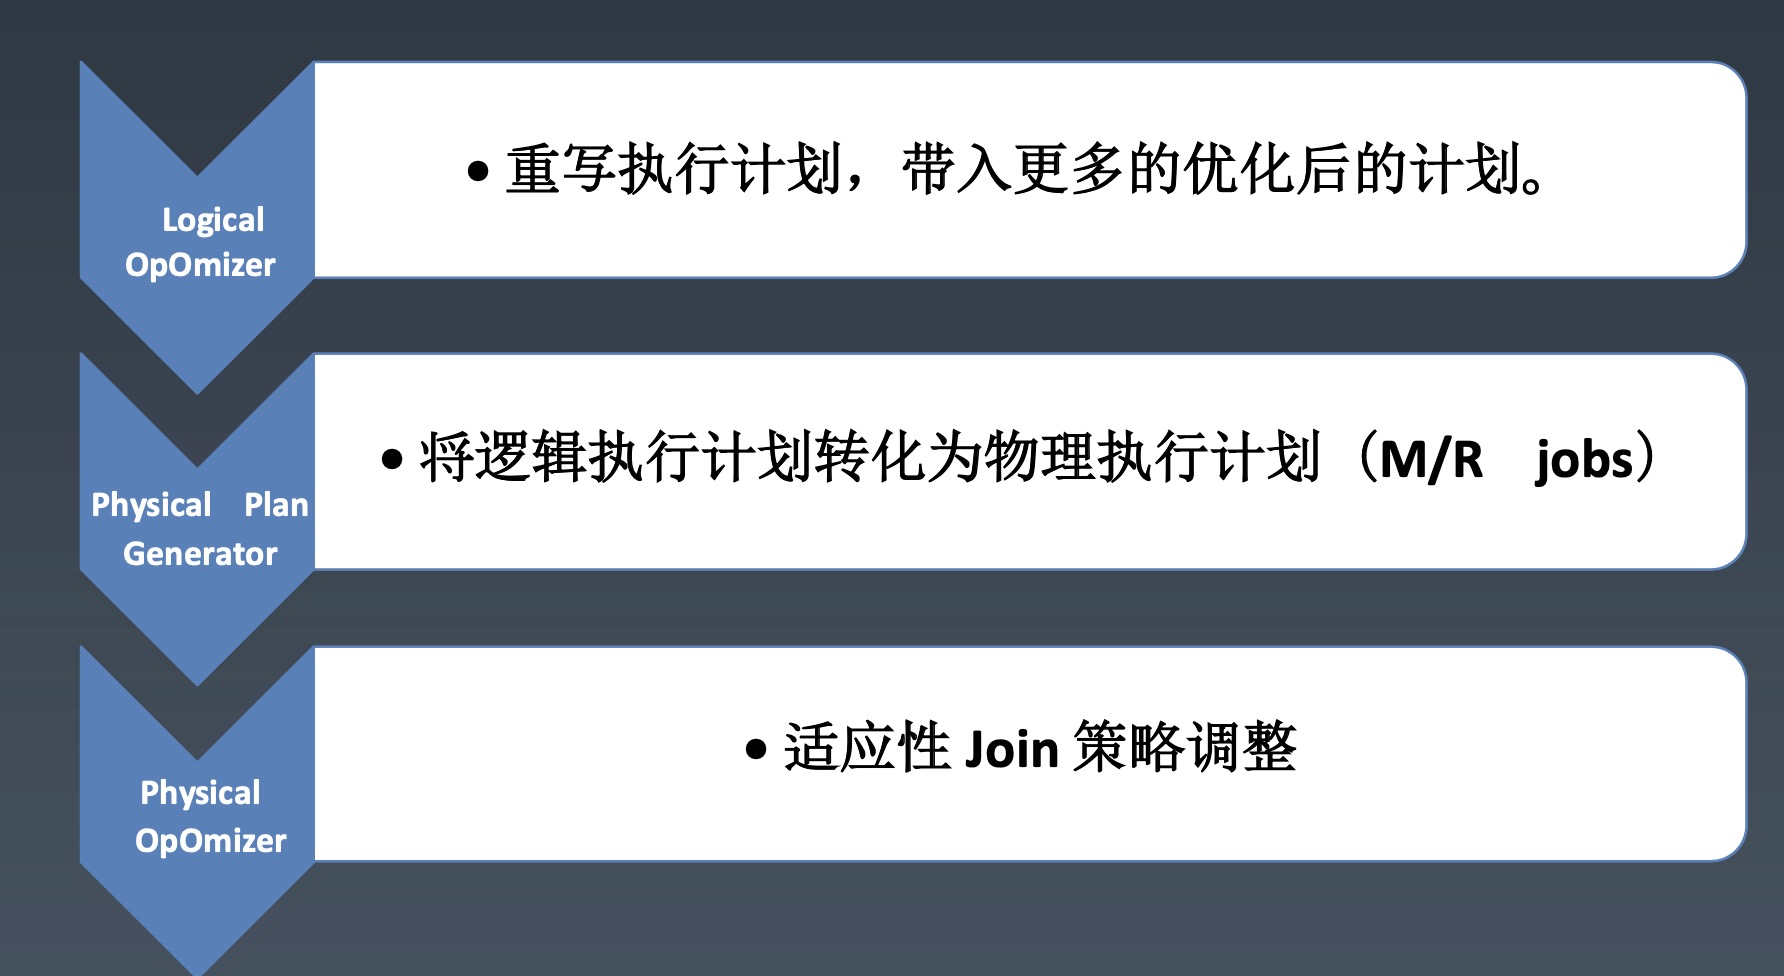 Logical
OpOmizer
• 重写执行计划，带入更多的优化后的计划。
Physical Plan
Generator
• 将逻辑执行计划转化为物理执行计划（M/R jobs）
Physical
OpOmizer
• 适应性 Join 策略调整